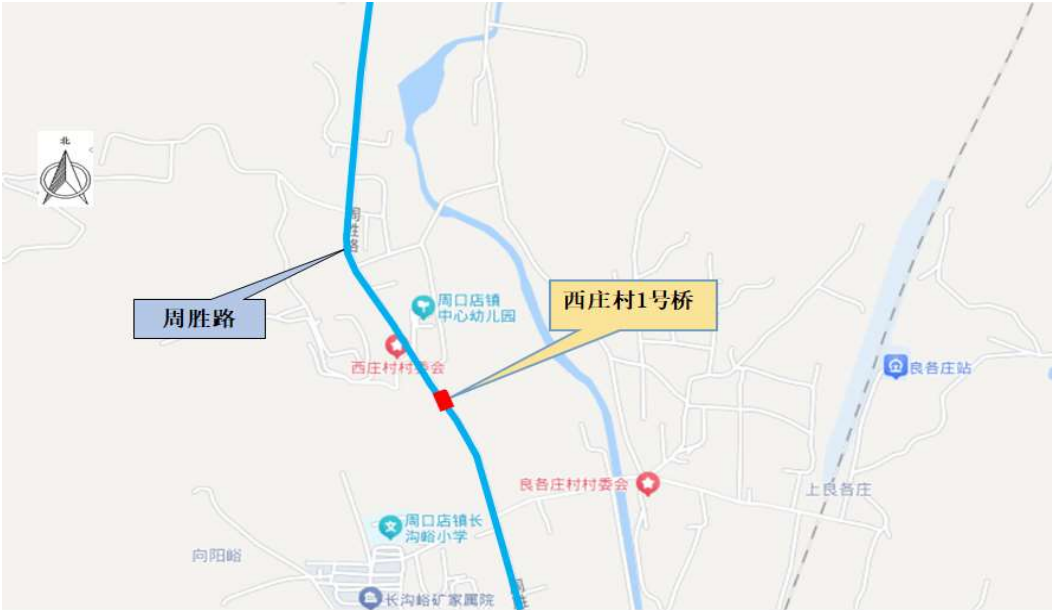 北
周胜路
周口店镇
中心幼儿园
西庄村1号桥
周胜路
西庄村村委会
良各庄站
良各庄村村委会
上良各庄
周口店镇长
沟峪小学
向阳峪
长沟峪矿家属院